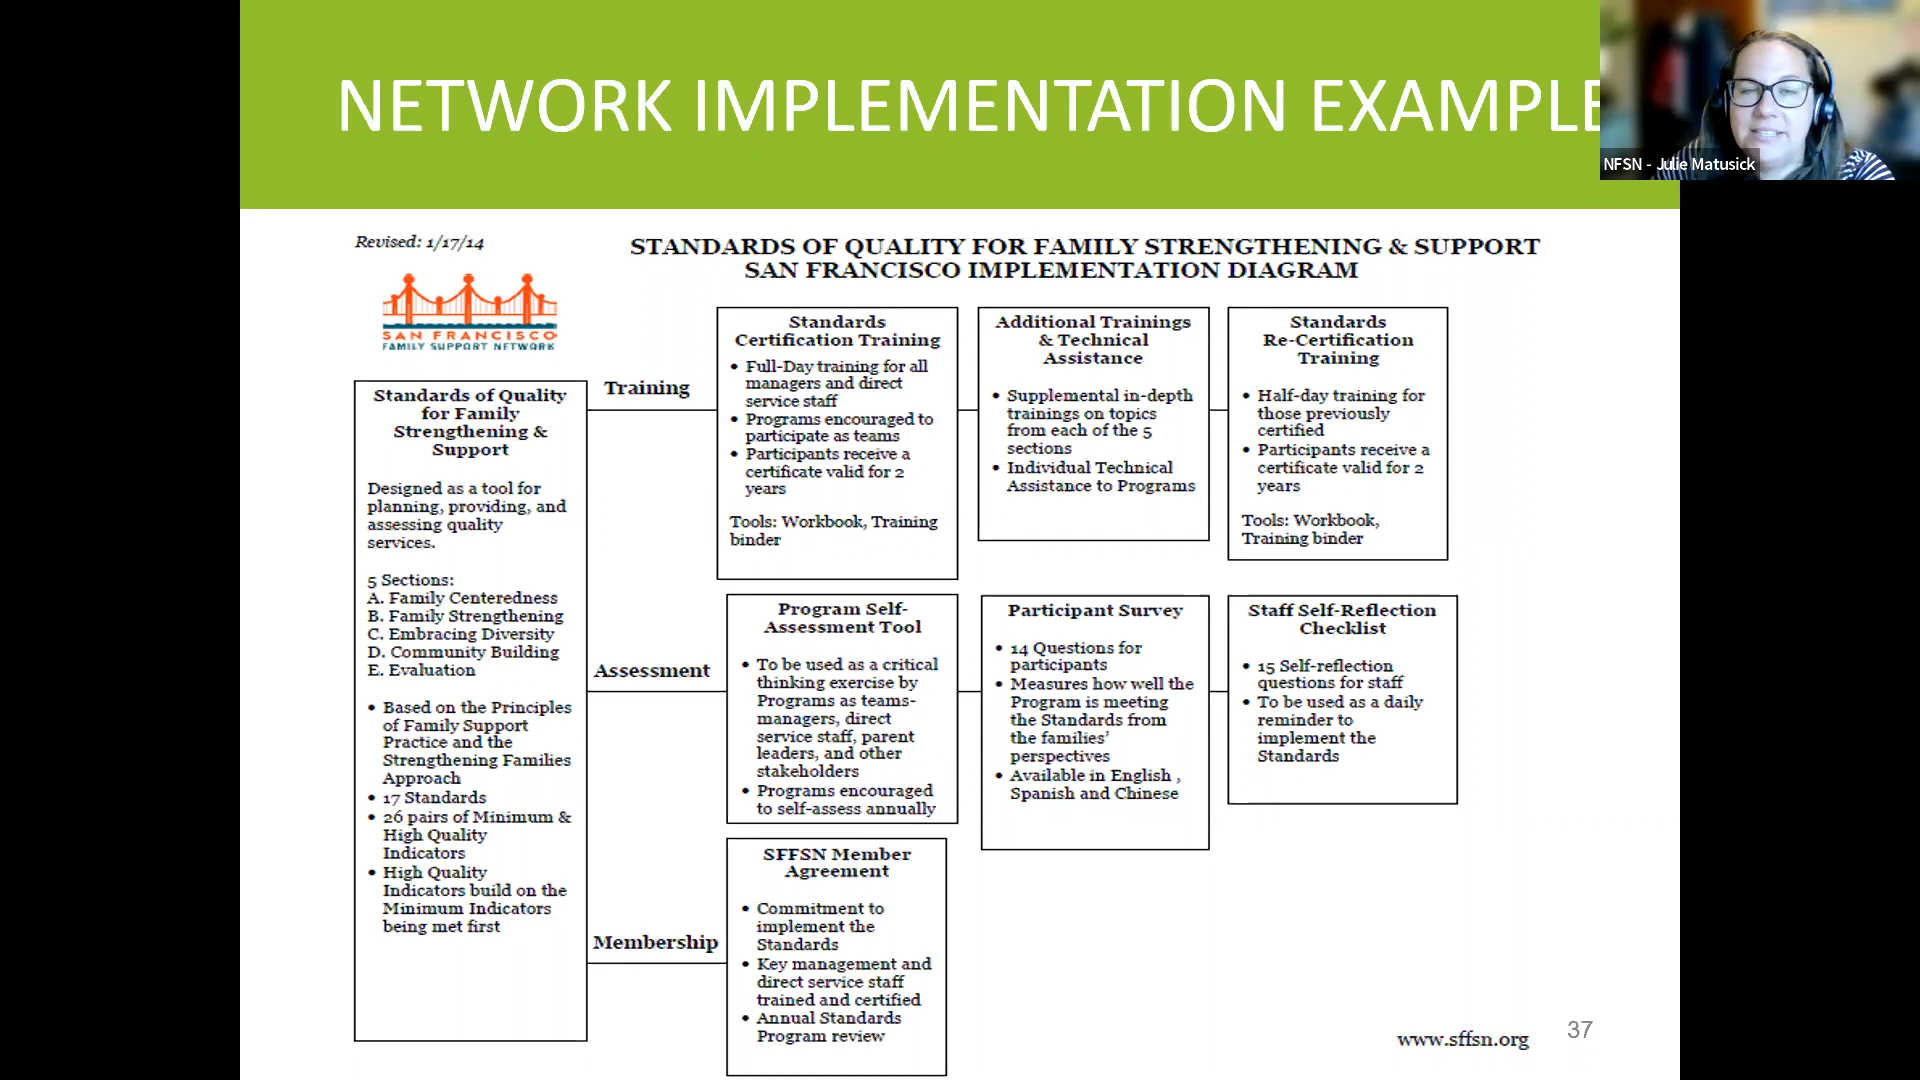 NETWORK IMPLEMENTATION EXAMPLE
NFSN - Julie Matusick
Revised: 1/17/14
STANDARDS OF QUALITY FOR FAMILY STRENGTHENING & SUPPORT
SAN FRANCISCO IMPLEMENTATION DIAGRAM
SAN FRANCISCO
FAMILY SUPPORT NETWORK
Standards of Quality
for Family
Strengthening &
Support
Designed as a tool for
planning, providing, and
assessing quality
services.
5 Sections:
A. Family Centeredness
B. Family Strengthening
C. Embracing Diversity
D. Community Building
E. Evaluation
• Based on the Principles
of Family Support
Practice and the
Strengthening Families
Approach
• 17 Standards
• 26 pairs of Minimum &
High Quality
Indicators
• High Quality
Indicators build on the
Minimum Indicators
being met first
Training
Standards
Certification Training
• Full-Day training for all
managers and direct
service staff
• Programs encouraged to
participate as teams
• Participants receive a
certificate valid for 2
years
Tools: Workbook, Training
binder
Additional Trainings
& Technical
Assistance
• Supplemental in-depth
trainings on topics
from each of the 5
sections
• Individual Technical
Assistance to Programs
Standards
Re-Certification
Training
• Half-day training for
those previously
certified
• Participants receive a
certificate valid for 2
years
Tools: Workbook,
Training binder
Assessment
Program Self-
Assessment Tool
• To be used as a critical
thinking exercise by
Programs as teams-
managers, direct
service staff, parent
leaders, and other
stakeholders
• Programs encouraged
to self-assess annually
Participant Survey
• 14 Questions for
participants
• Measures how well the
Program is meeting
the Standards from
the families'
perspectives
• Available in English ,
Spanish and Chinese
Staff Self-Reflection
Checklist
• 15 Self-reflection
questions for staff
• To be used as a daily
reminder to
implement the
Standards
Membership
SFFSN Member
Agreement
• Commitment to
implement the
Standards
• Key management and
direct service staff
trained and certified
• Annual Standards
Program review
www.sffsn.org
37